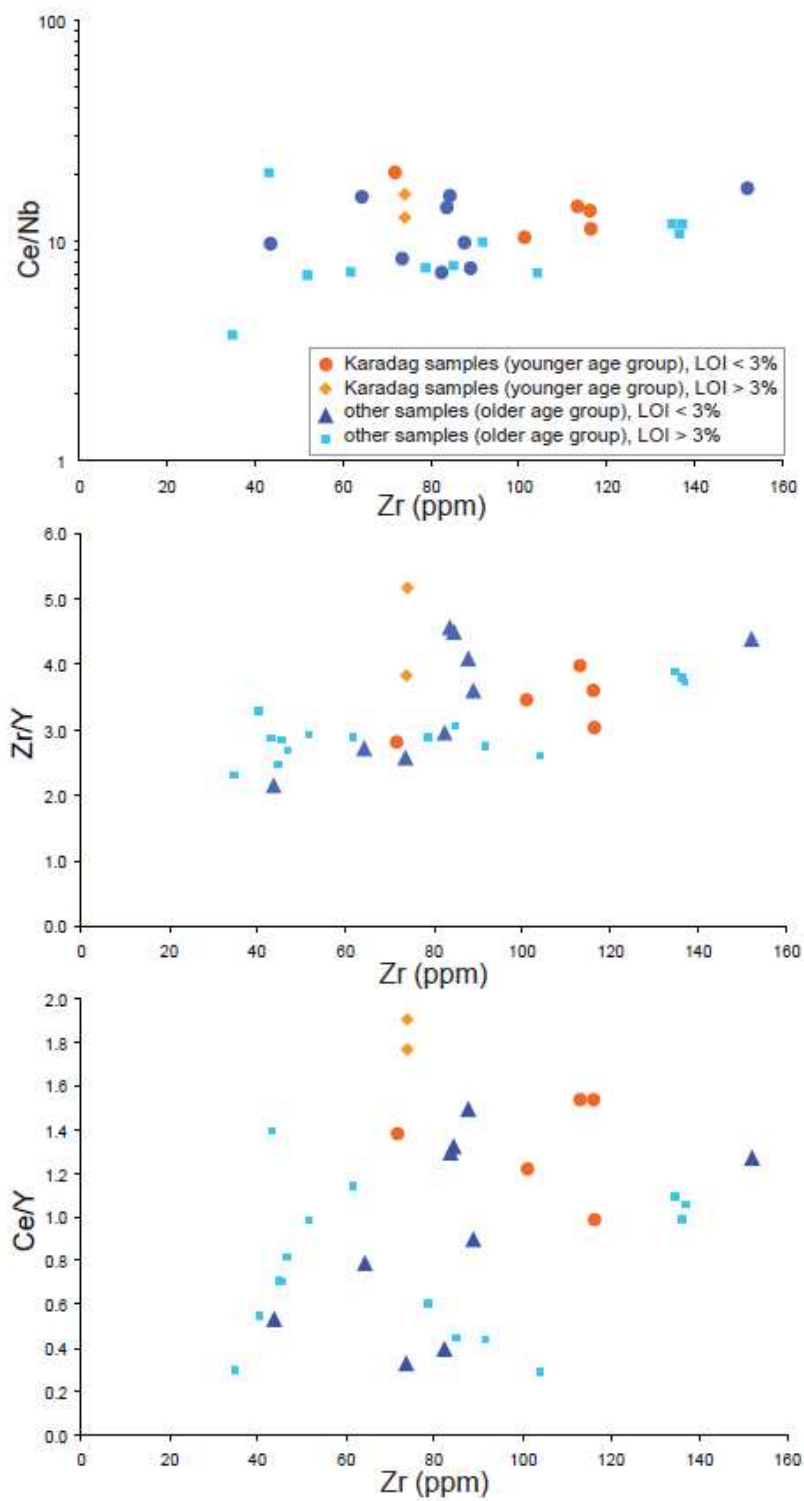 100
10
1
Ce/Nb
Karadag samples (younger age group), LOI < 3%
Karadag samples (younger age group), LOI > 3%
other samples (older age group), LOI < 3%
other samples (older age group), LOI > 3%
0 20 40 60 80 100 120 140 160
Zr (ppm)
6.0
5.0
4.0
3.0
2.0
1.0
0.0
Zr/Y
0 20 40 60 80 100 120 140 160
Zr (ppm)
2.0
1.8
1.6
1.4
1.2
1.0
0.8
0.6
0.4
0.2
0.0
Ce/Y
0 20 40 60 80 100 120 140 160
Zr (ppm)